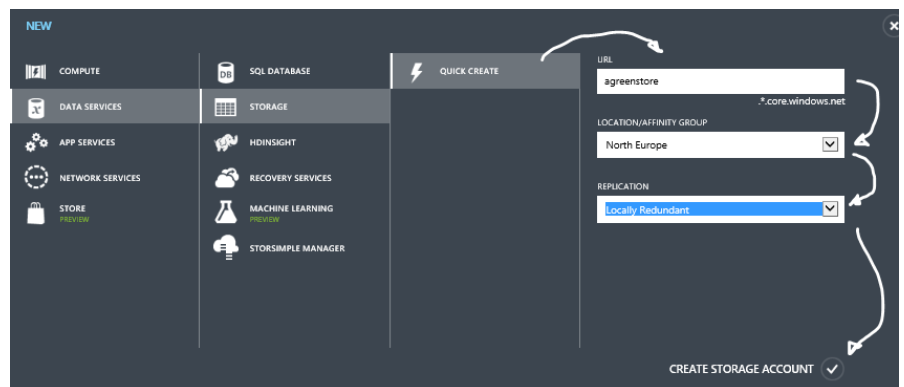 NEW
COMPUTE
DATA SERVICES
APP SERVICES
NETWORK SERVICES
STORE
PREVIEW
SQL DATABASE
STORAGE
HDINSIGHT
RECOVERY SERVICES
MACHINE LEARNING
PREVIEW
STORSIMPLE MANAGER
QUICK CREATE
URL
agreenstore
.*.core.windows.net
LOCATION/AFFINITY GROUP
North Europe
REPLICATION
Locally Redundant
CREATE STORAGE ACCOUNT